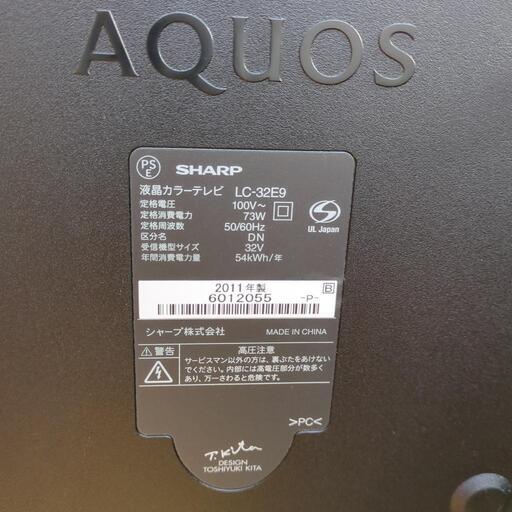 AQUOS
PS E
SHARP
液晶カラーテレビ LC-32E9
定格電圧 100V~
定格消費電力 73W
定格周波数 50/60Hz
区分名 DN
受信機型サイズ 32V
年間消費電力量 54kWh/年
UL Japan
2011年製 B
6012055 -P-
シャープ株式会社 MADE IN CHINA
警告 高圧注意
サービスマン以外の方は、裏ぶたをあけない
でください。内部には高電圧部分が数多く
あり、万一さわると危険です。
>PC<
T. Kita
DESIGN
TOSHIYUKI KITA